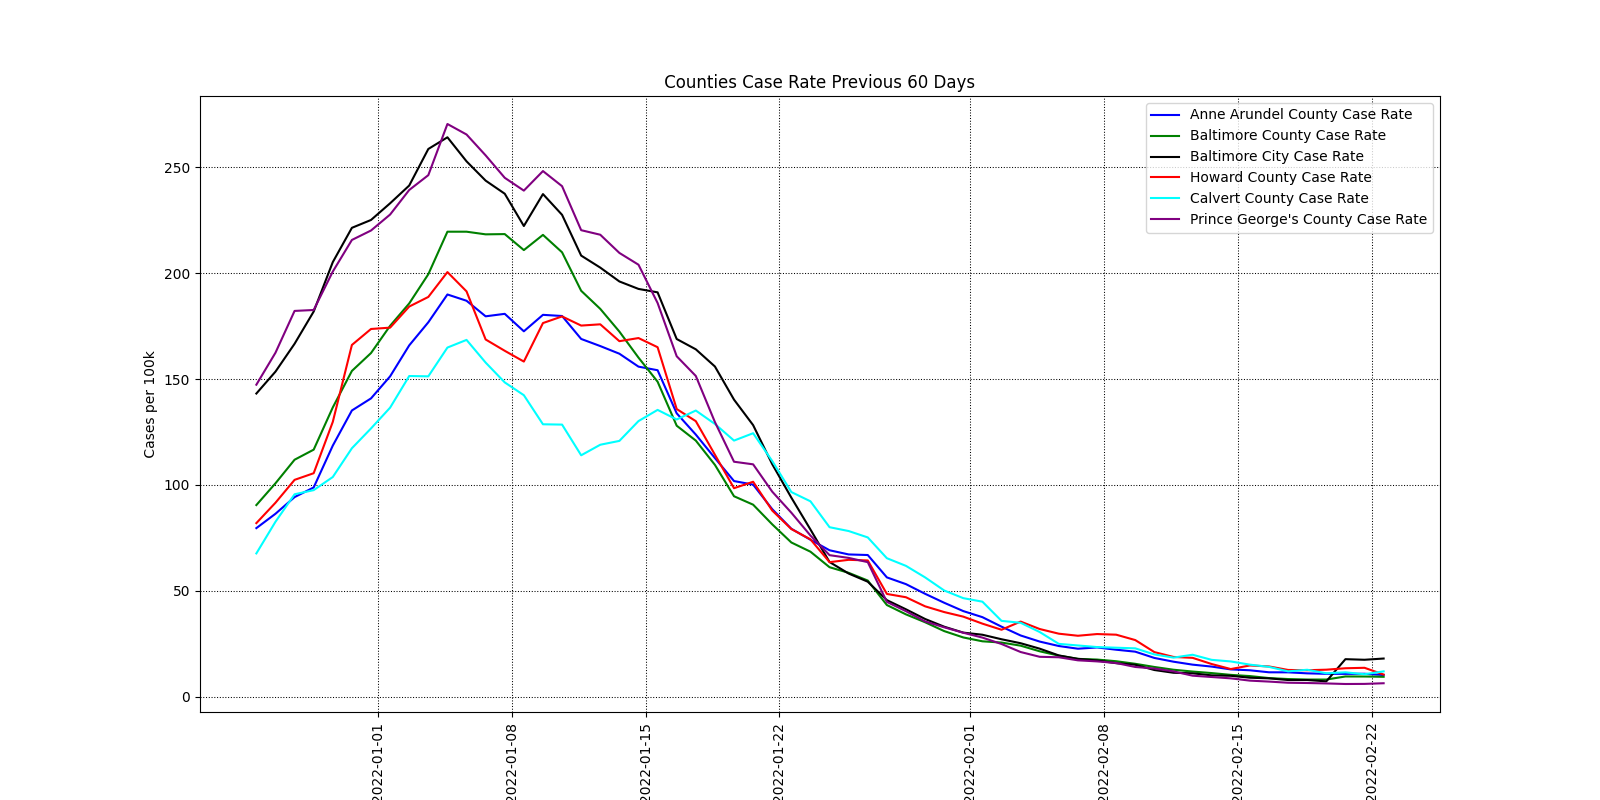 Counties Case Rate Previous 60 Days
Anne Arundel County Case Rate
Baltimore County Case Rate
Baltimore City Case Rate
Howard County Case Rate
Calvert County Case Rate
Prince George's County Case Rate
Cases per 100k
250
200
150
100
50
0
2022-01-01
2022-01-08
2022-01-15
2022-01-22
2022-02-01
2022-02-08
2022-02-15
2022-02-22